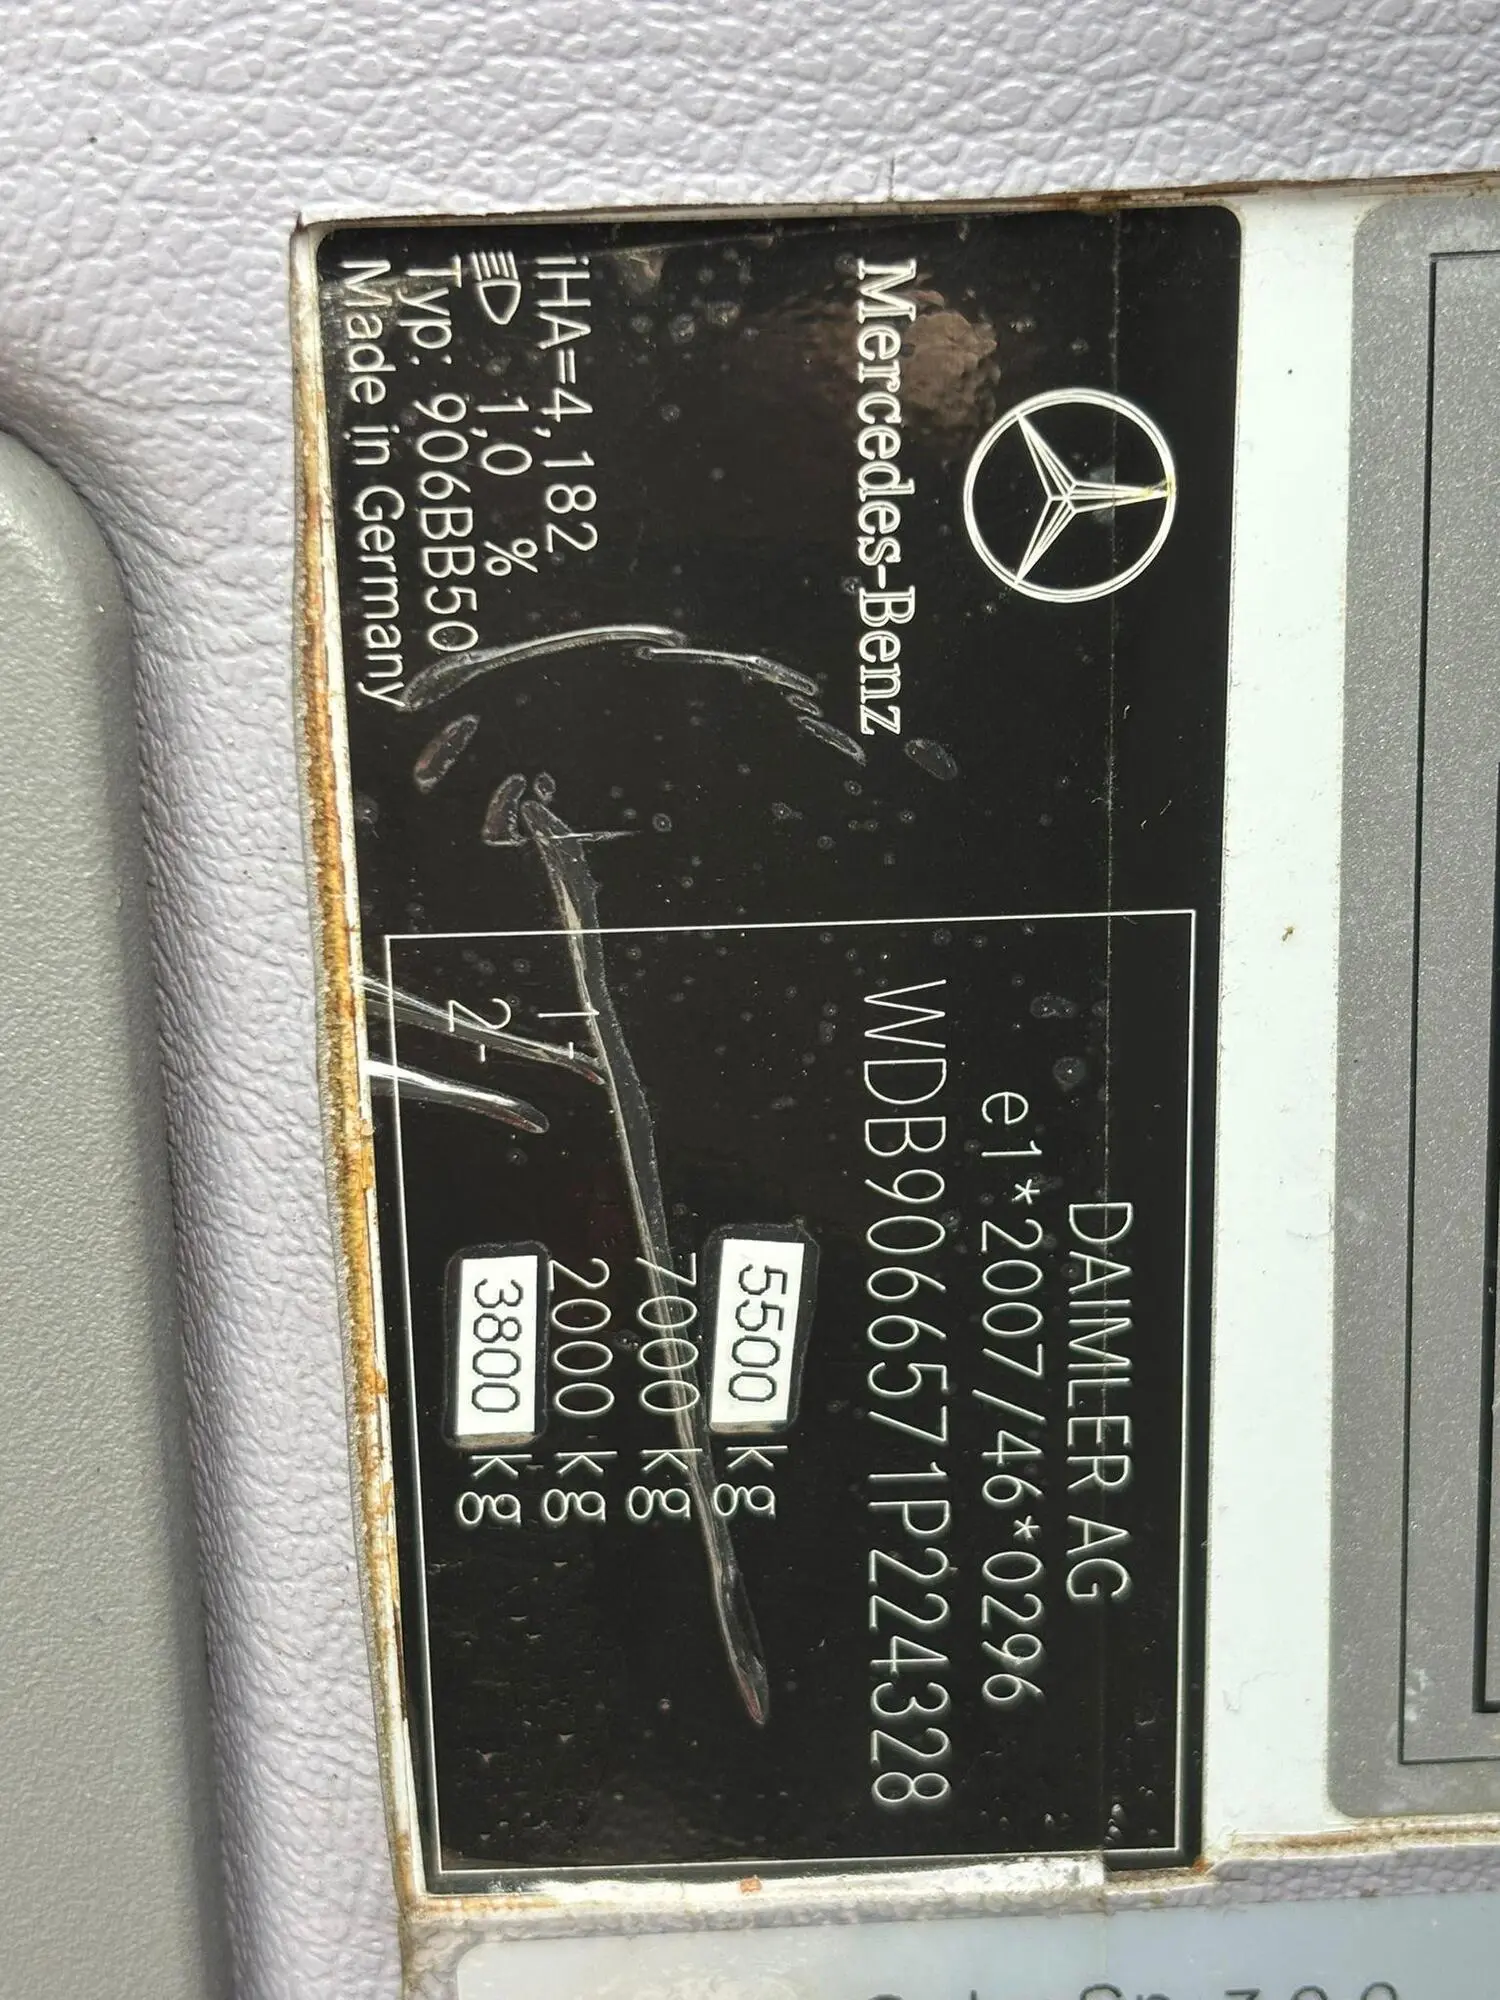 Mercedes-Benz
iHA=4,182
1,0 %
Typ: 906BB50
Made in Germany
DAIMLER AG
e1*2007/46*0296
WDB9066571P224328
5500 kg
7000 kg
1- 2000 kg
2- 3800 kg